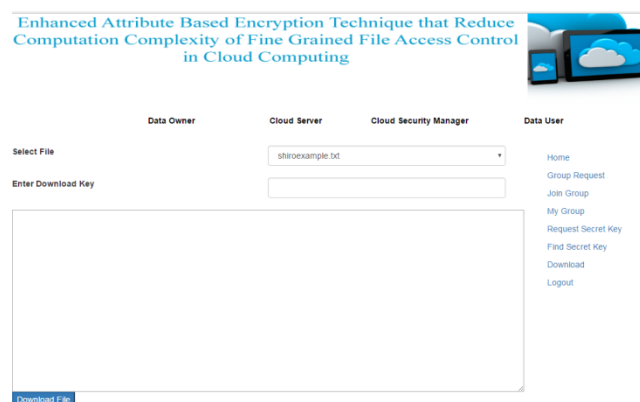 Enhanced Attribute Based Encryption Technique that Reduce
Computation Complexity of Fine Grained File Access Control
in Cloud Computing
Data Owner Cloud Server Cloud Security Manager Data User
Select File shiroexample.txt
Enter Download Key
Home
Group Request
Join Group
My Group
Request Secret Key
Find Secret Key
Download
Logout
Download File